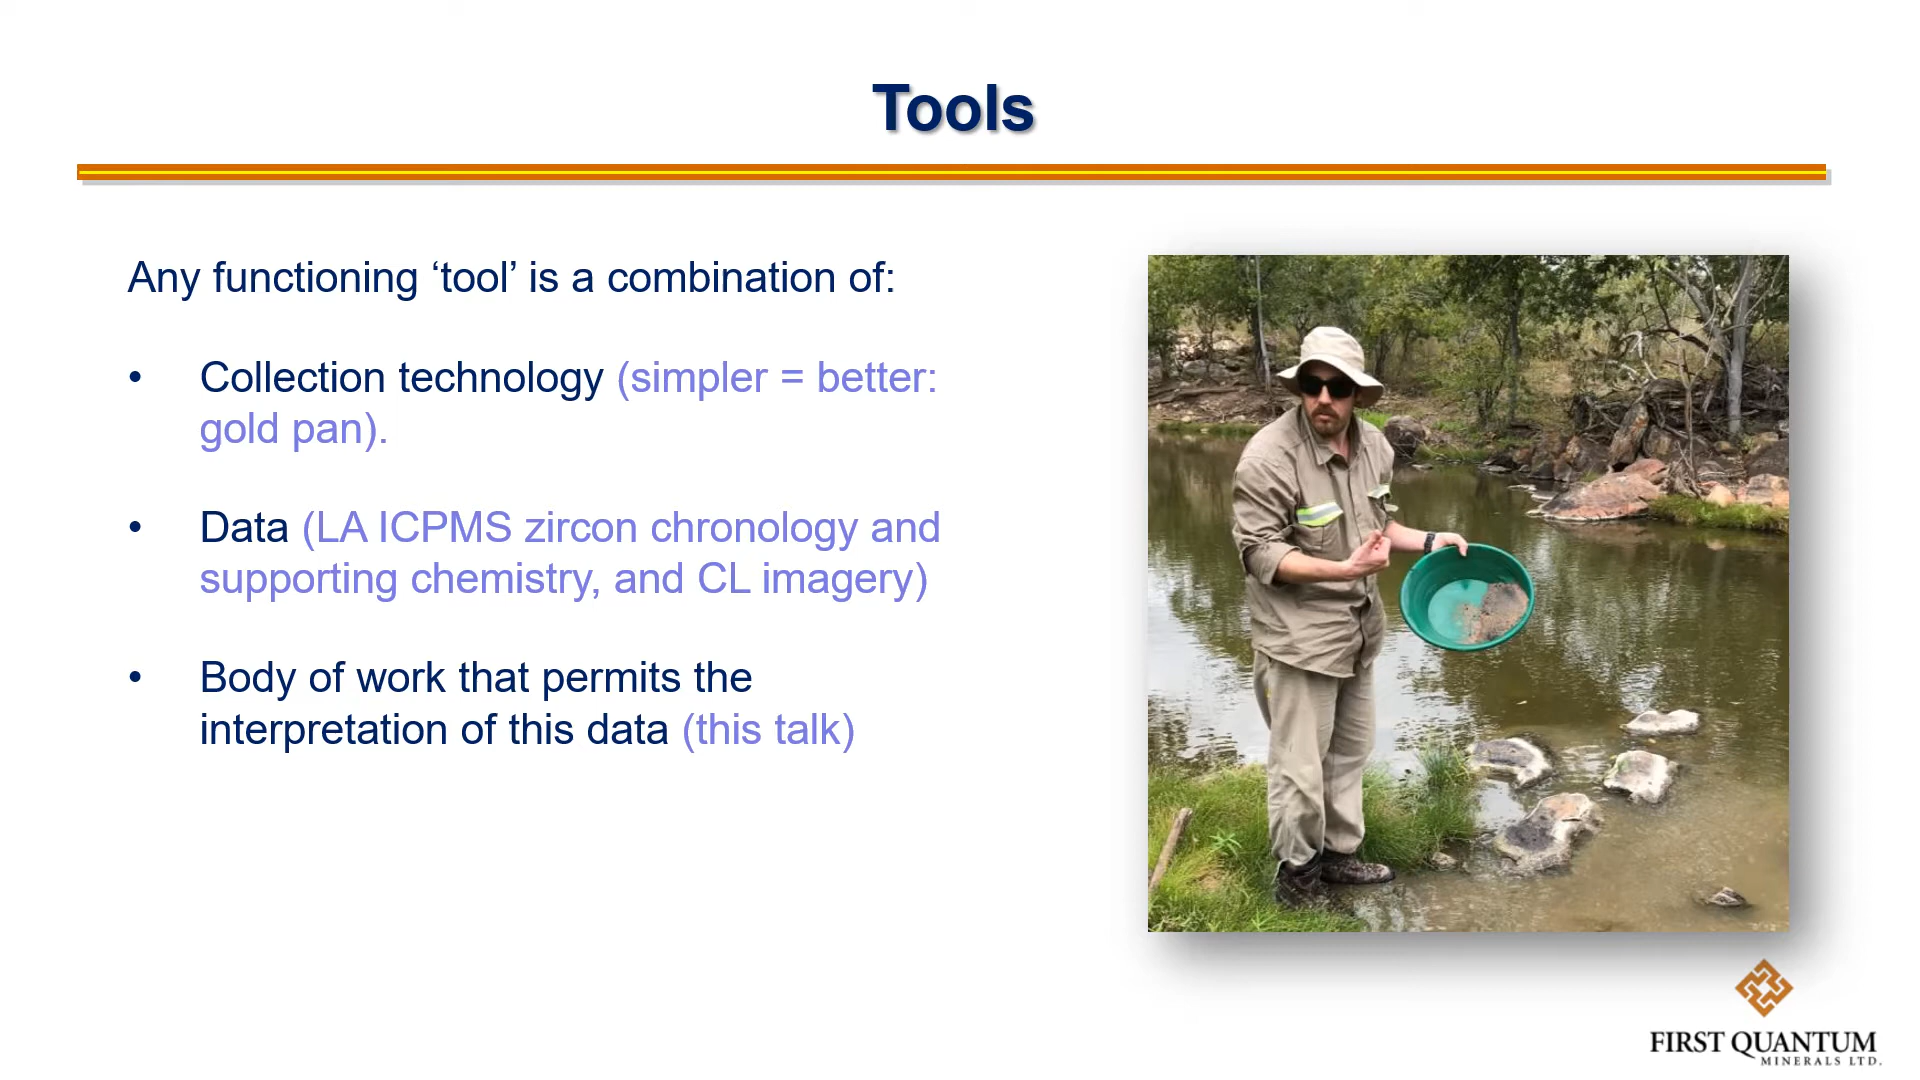 Tools
Any functioning ‘tool’ is a combination of:
• Collection technology (simpler = better:
gold pan).
• Data (LA ICPMS zircon chronology and
supporting chemistry, and CL imagery)
• Body of work that permits the
interpretation of this data (this talk)
FIRST QUANTUM
MINERALS LTD.